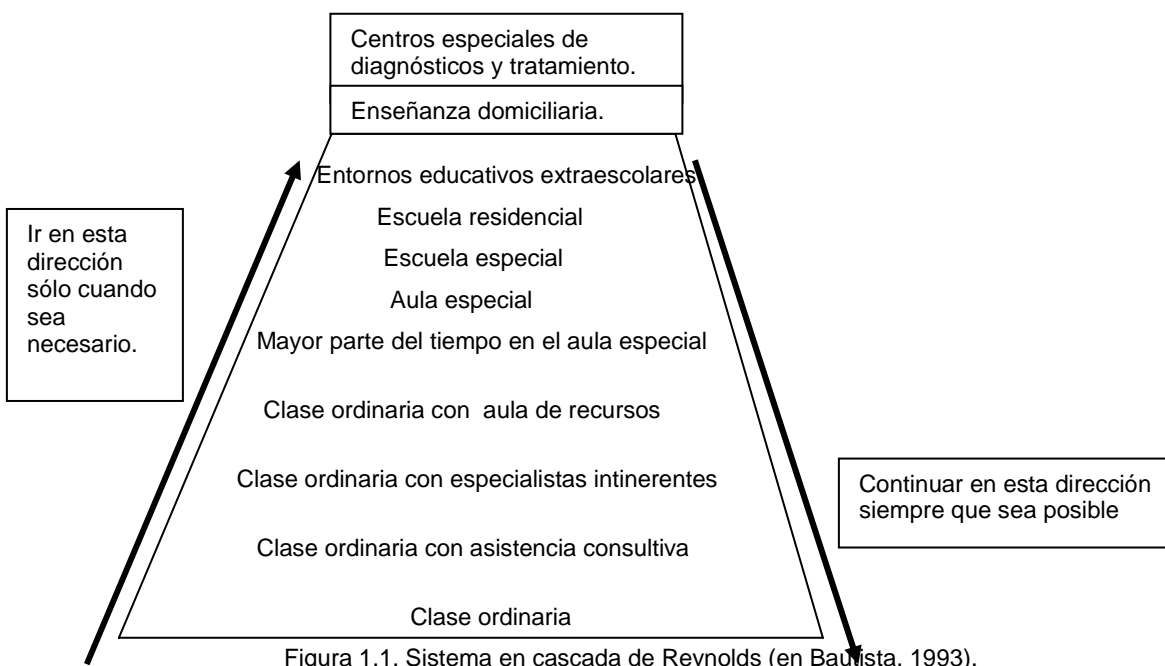 Centros especiales de
diagnósticos y tratamiento.
Enseñanza domiciliaria.
Entornos educativos extraescolares
Escuela residencial
Escuela especial
Aula especial
Mayor parte del tiempo en el aula especial
Clase ordinaria con aula de recursos
Clase ordinaria con especialistas intinerentes
Clase ordinaria con asistencia consultiva
Clase ordinaria
Ir en esta
dirección
sólo cuando
sea
necesario.
Continuar en esta dirección
siempre que sea posible
Figura 1.1. Sistema en cascada de Reynolds (en Bautista, 1993).